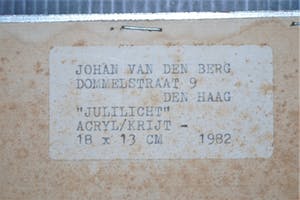 JOHAN VAN DEN BERG
DOMMELSTRAAT 9
DEN HAAG
"JULILICHT"
ACRYL/KRIJT -
18 x 13 CM 1982